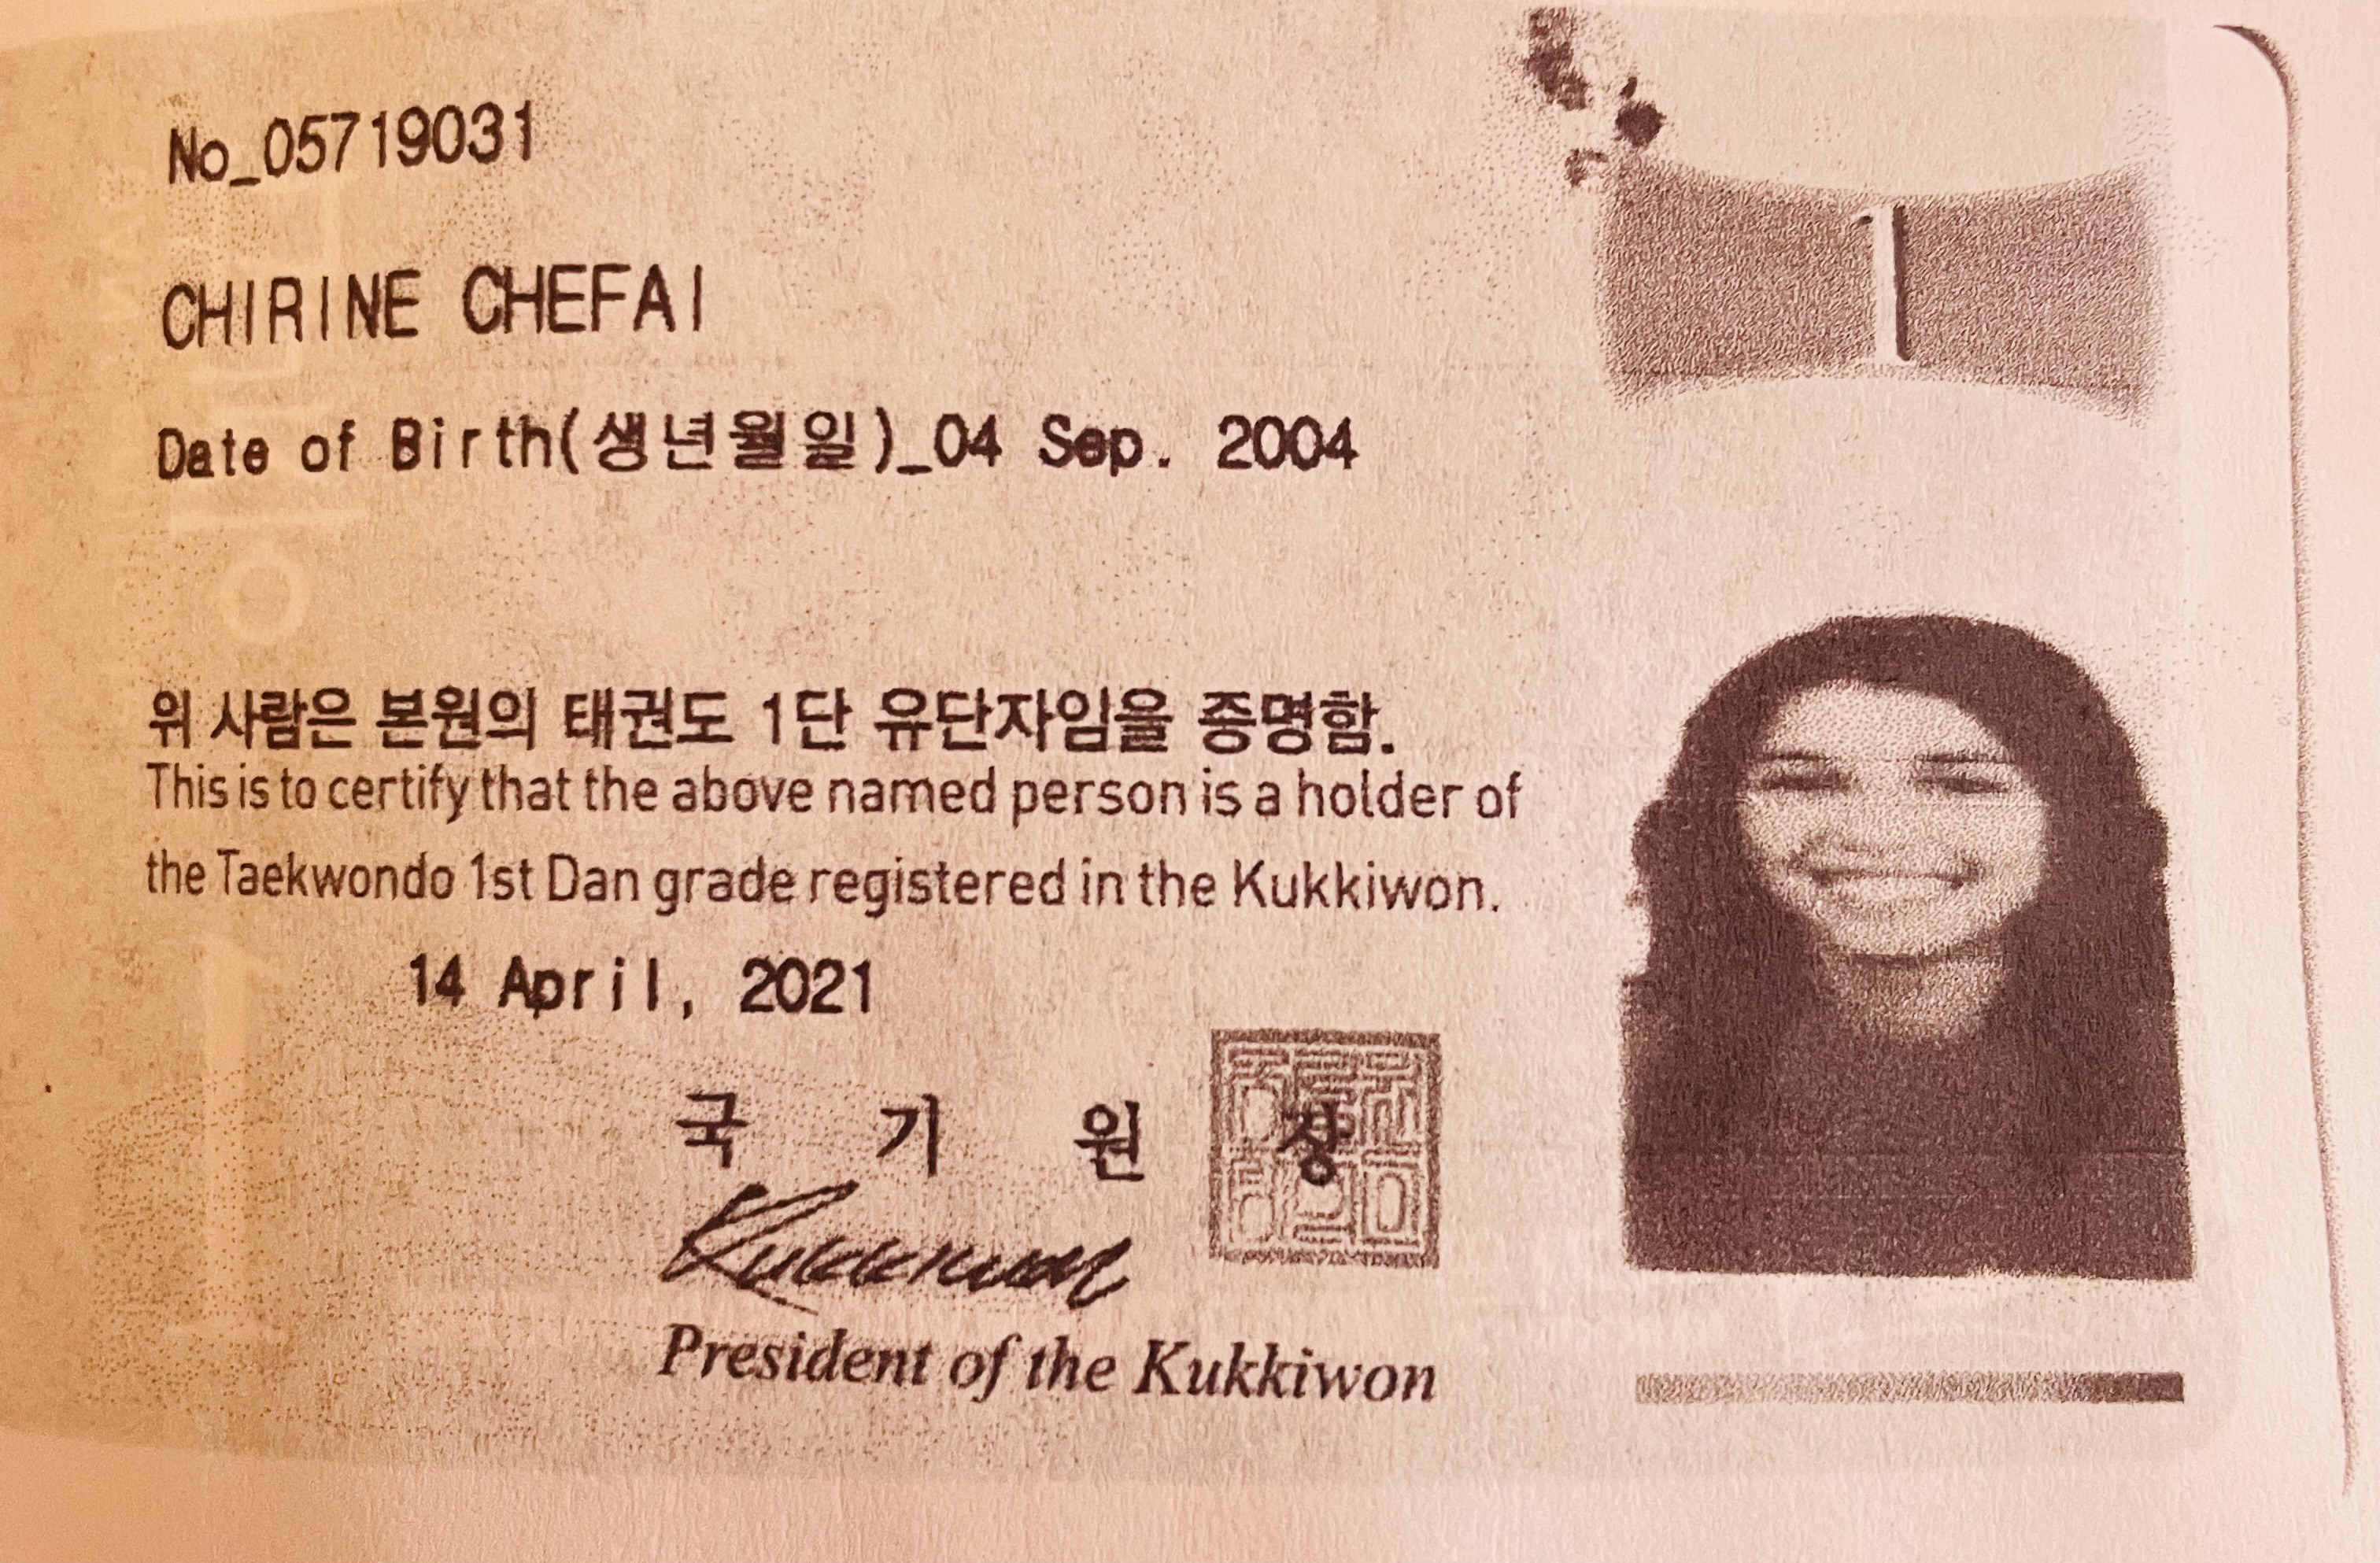 No_05719031
1
CHIRINE CHEFAI
Date of Birth(생년월일)_04 Sep. 2004
위 사람은 본원의 태권도 1단 유단자임을 증명함.
This is to certify that the above named person is a holder of
the Taekwondo 1st Dan grade registered in the Kukkiwon.
14 April, 2021
국 기 원 장
Kukkiwon
President of the Kukkiwon